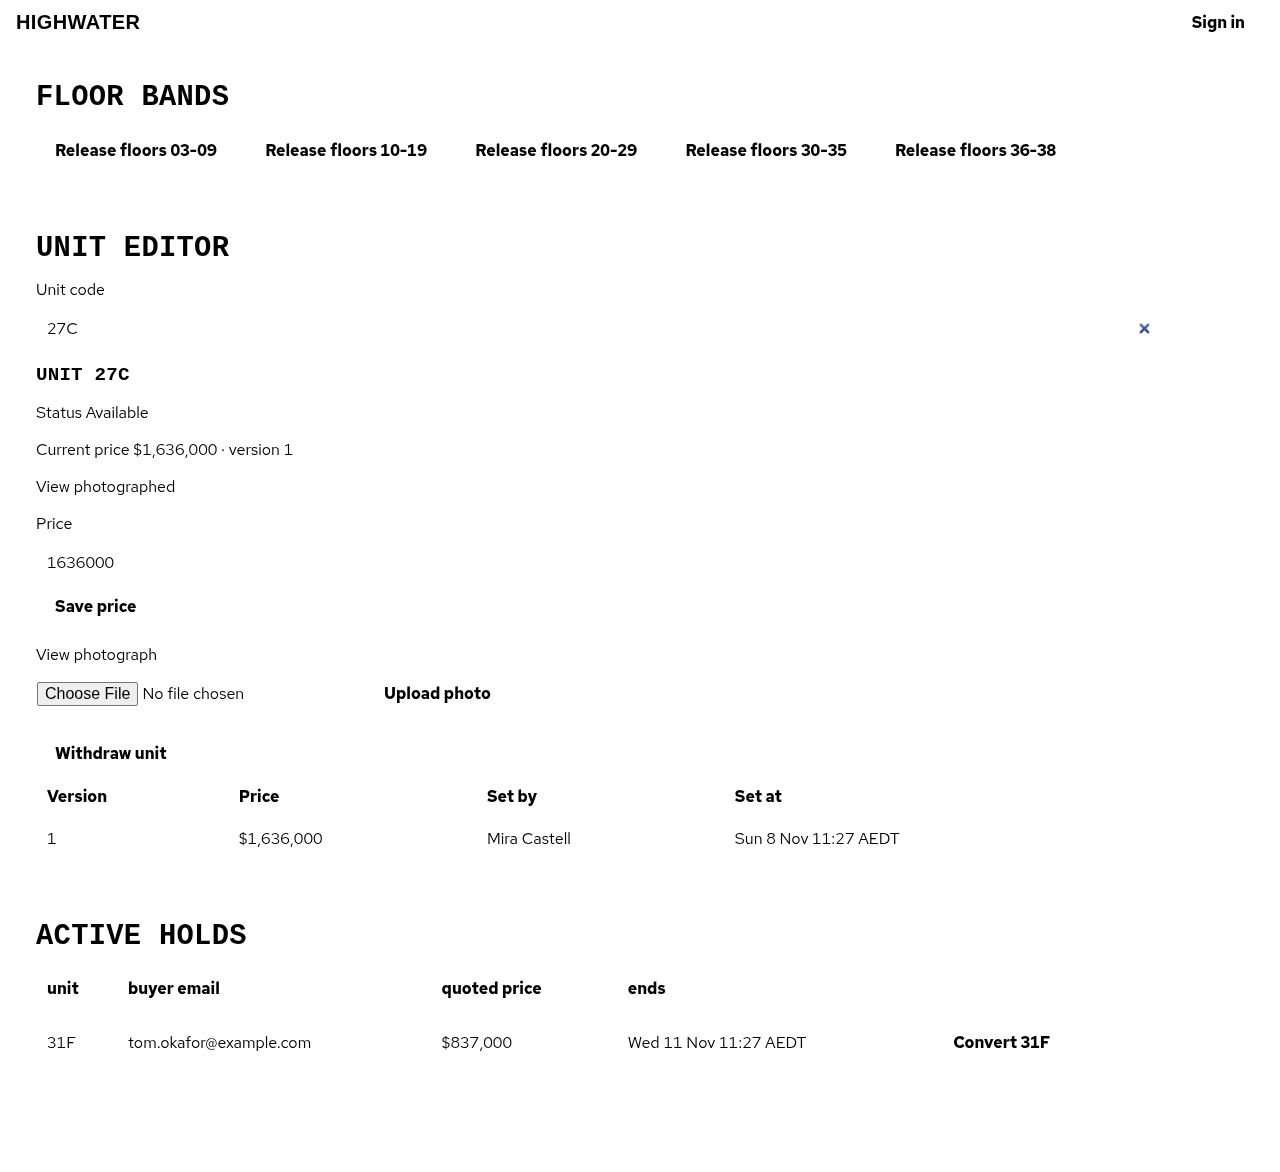 HIGHWATER Sign in
FLOOR BANDS
Release floors 03-09 Release floors 10-19 Release floors 20-29 Release floors 30-35 Release floors 36-38
UNIT EDITOR
Unit code
27C
UNIT 27C
Status Available
Current price $1,636,000 · version 1
View photographed
Price
1636000
Save price
View photograph
Choose File No file chosen Upload photo
Withdraw unit
Version Price Set by Set at
1 $1,636,000 Mira Castell Sun 8 Nov 11:27 AEDT
ACTIVE HOLDS
unit buyer email quoted price ends
31F tom.okafor@example.com $837,000 Wed 11 Nov 11:27 AEDT Convert 31F